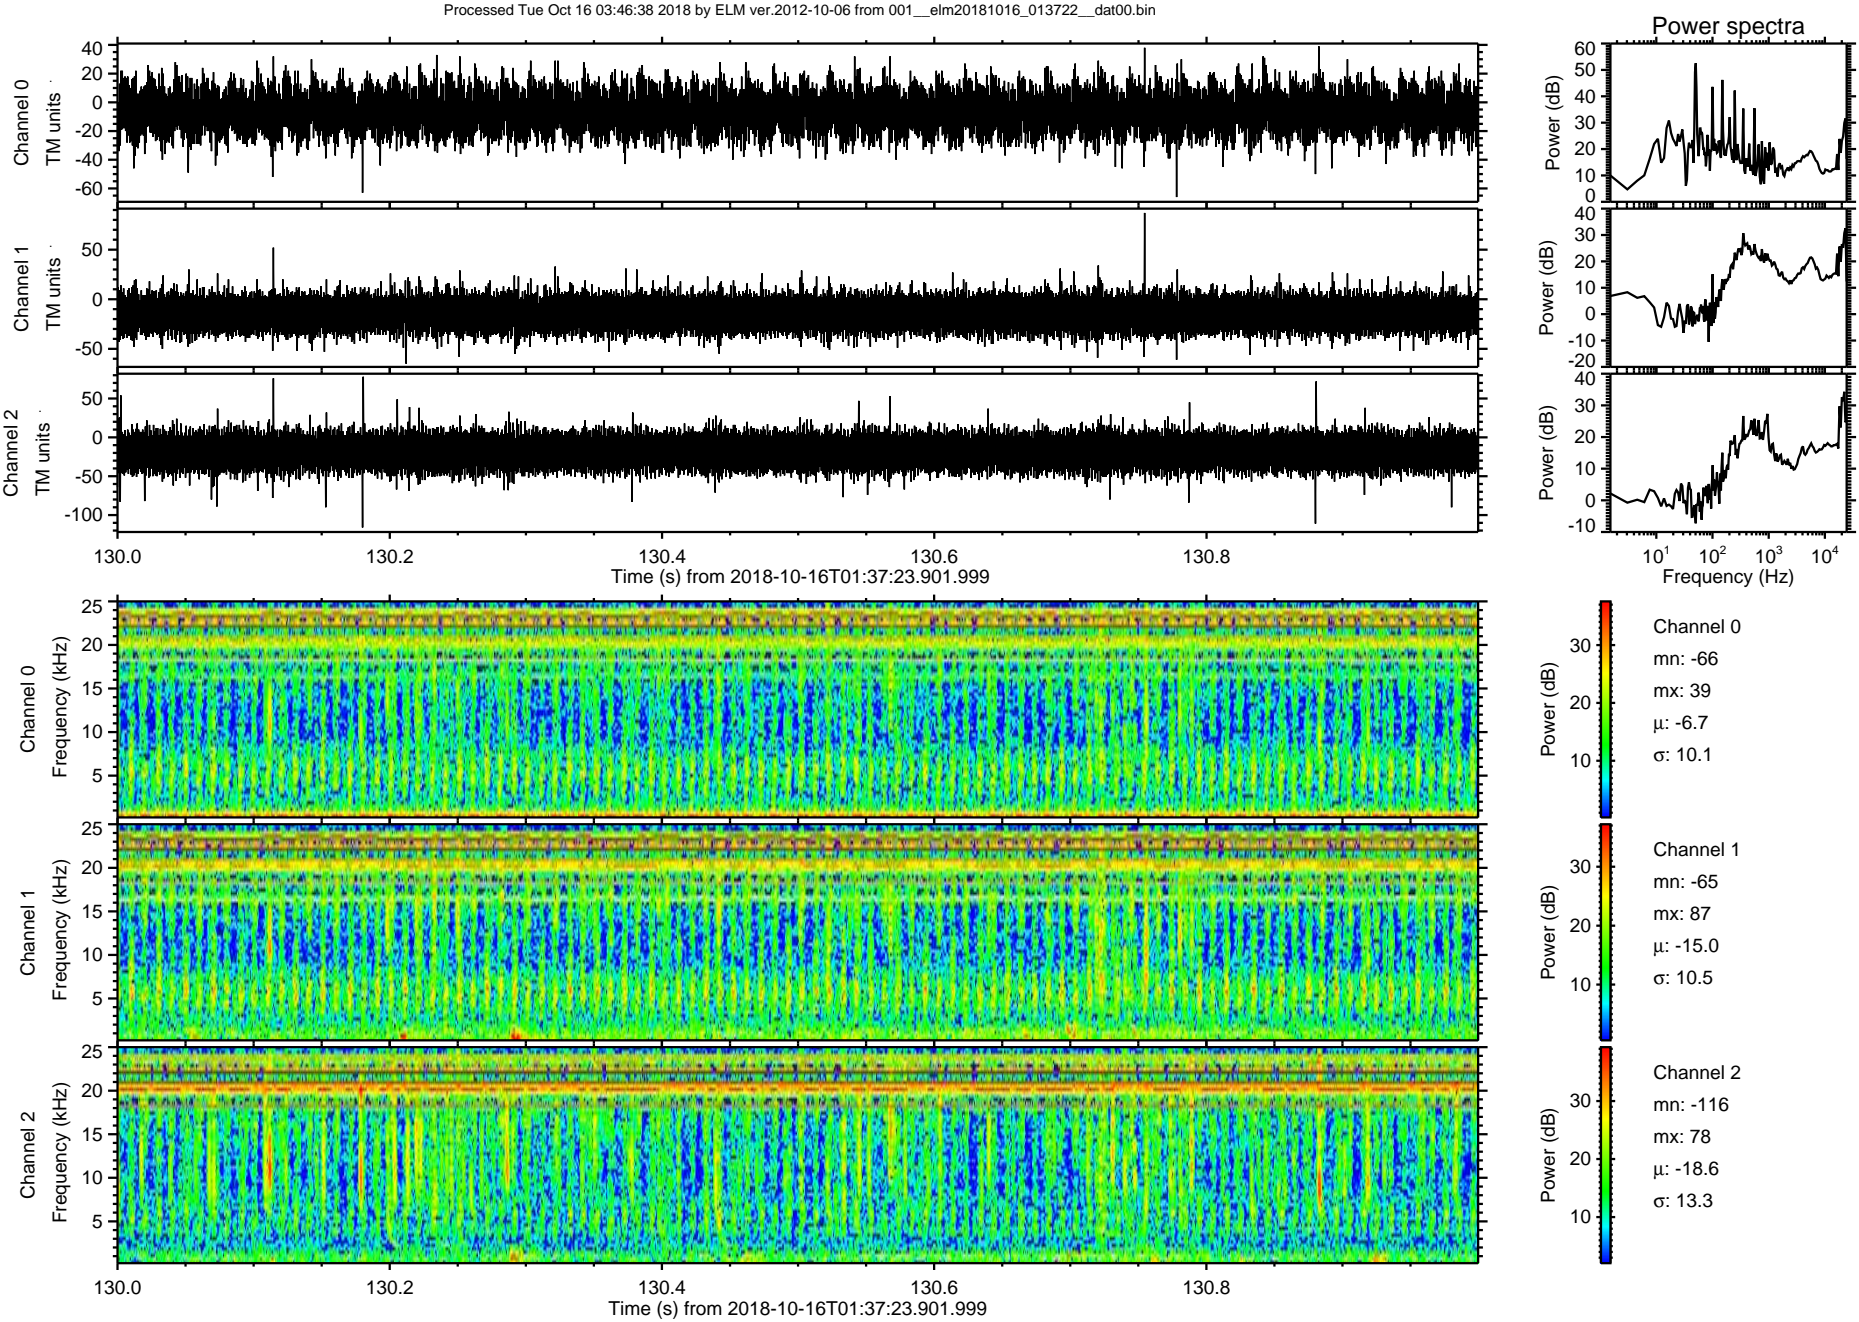 Processed Tue Oct 16 03:46:38 2018 by ELM ver.2012-10-06 from 001__elm20181016_013722__dat00.bin
Power spectra
Channel 0
TM units
40
20
0
-20
-40
-60
Power (dB)
60
50
40
30
20
10
0
Channel 1
TM units
50
0
-50
Power (dB)
40
30
20
10
0
-10
-20
Channel 2
TM units
50
0
-50
-100
Power (dB)
40
30
20
10
0
-10
130.0 130.2 130.4 130.6 130.8
Time (s) from 2018-10-16T01:37:23.901.999
10^1 10^2 10^3 10^4
Frequency (Hz)
Channel 0
Frequency (kHz)
25
20
15
10
5
Power (dB)
30
20
10
Channel 0
mn: -66
mx: 39
μ: -6.7
σ: 10.1
Channel 1
Frequency (kHz)
25
20
15
10
5
Power (dB)
30
20
10
Channel 1
mn: -65
mx: 87
μ: -15.0
σ: 10.5
Channel 2
Frequency (kHz)
25
20
15
10
5
Power (dB)
30
20
10
Channel 2
mn: -116
mx: 78
μ: -18.6
σ: 13.3
130.0 130.2 130.4 130.6 130.8
Time (s) from 2018-10-16T01:37:23.901.999